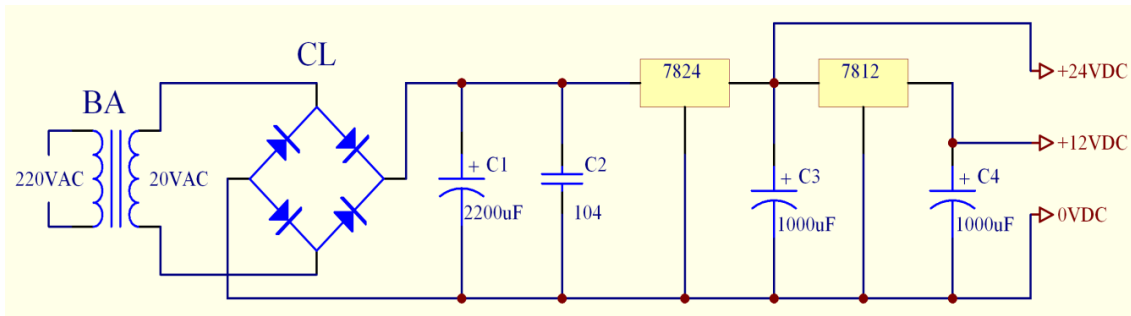 CL
BA
220VAC
20VAC
+ C1
2200uF
C2
104
7824
+ C3
1000uF
7812
+ C4
1000uF
+24VDC
+12VDC
0VDC